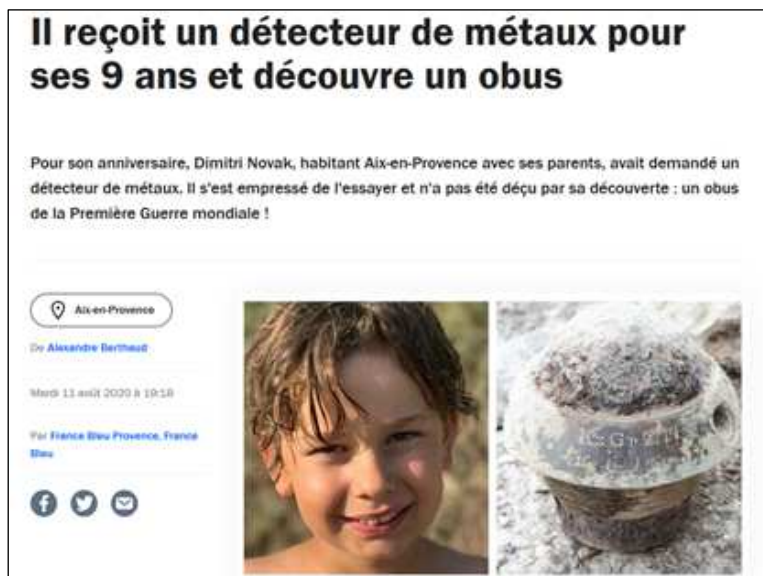 Il reçoit un détecteur de métaux pour
ses 9 ans et découvre un obus
Pour son anniversaire, Dimitri Novak, habitant Aix-en-Provence avec ses parents, avait demandé un
détecteur de métaux. Il s'est empressé de l'essayer et n'a pas été déçu par sa découverte : un obus
de la Première Guerre mondiale !
Aix-en-Provence
De Alexandre Berthaud
Mardi 11 août 2020 à 19:18
Par France Bleu Provence, France
Bleu